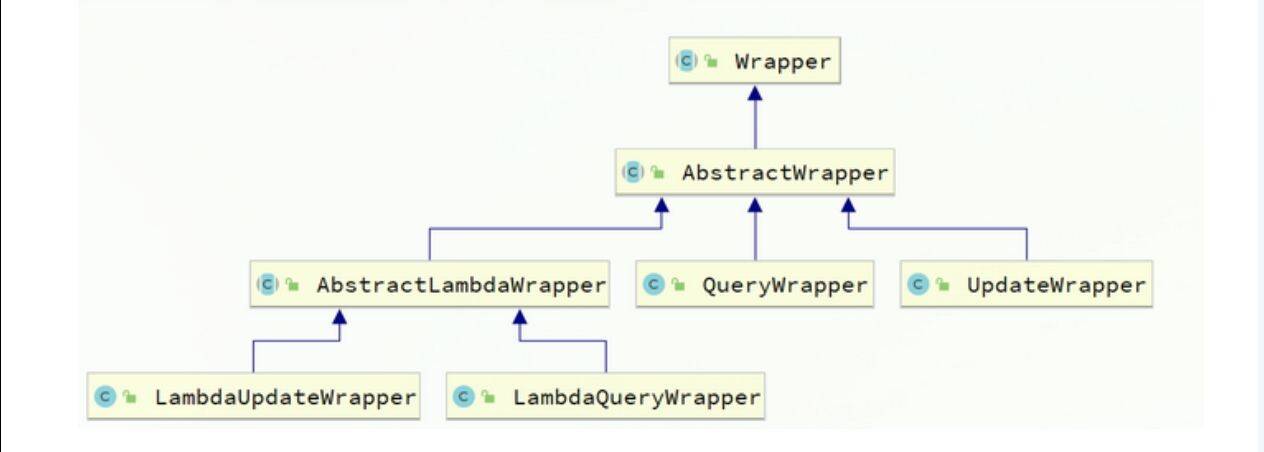 Wrapper
AbstractWrapper
AbstractLambdaWrapper
QueryWrapper
UpdateWrapper
LambdaUpdateWrapper
LambdaQueryWrapper